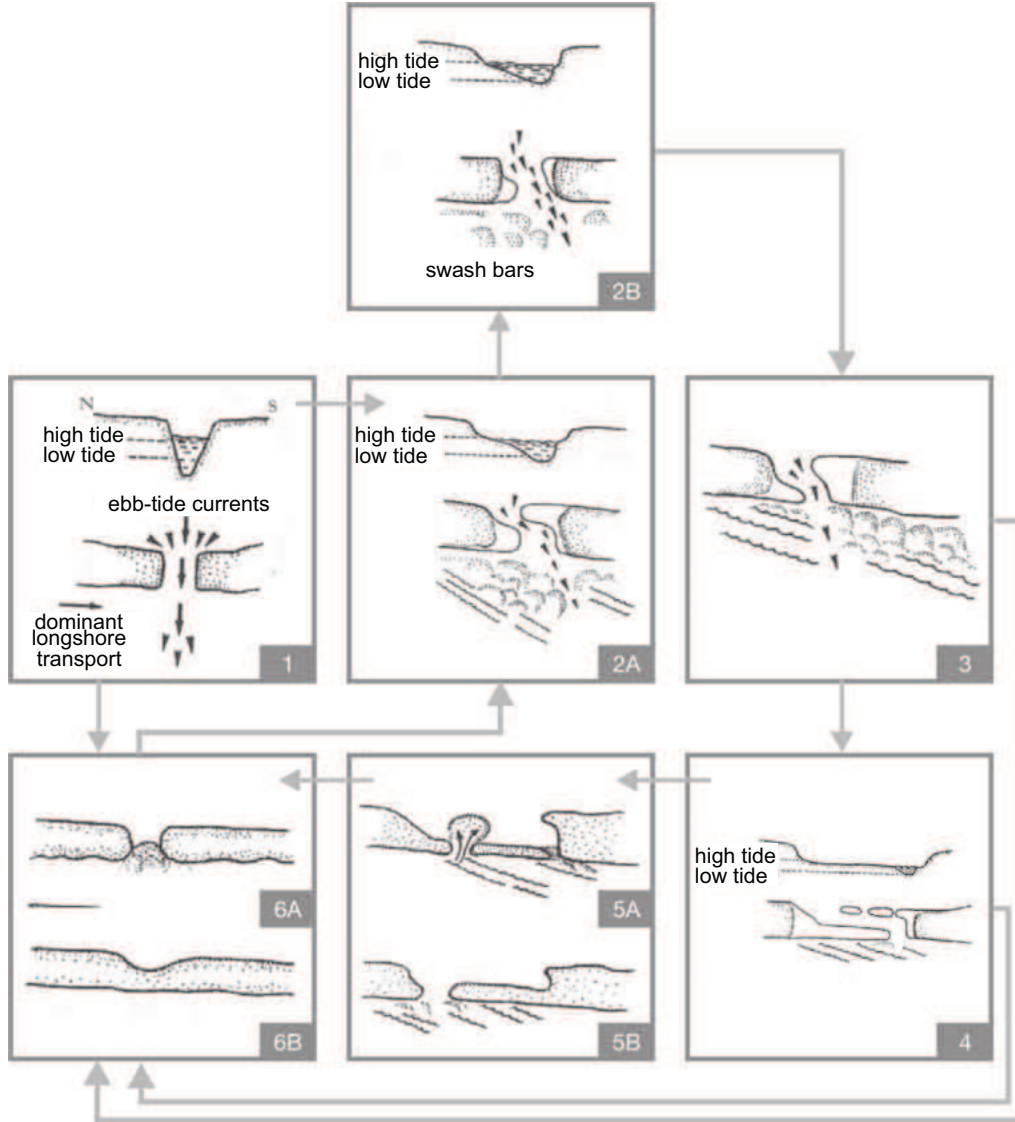 high tide
low tide
swash bars
2B
N S
high tide
low tide
ebb-tide currents
dominant
longshore
transport
1
high tide
low tide
2A
3
6A
6B
5A
5B
high tide
low tide
4